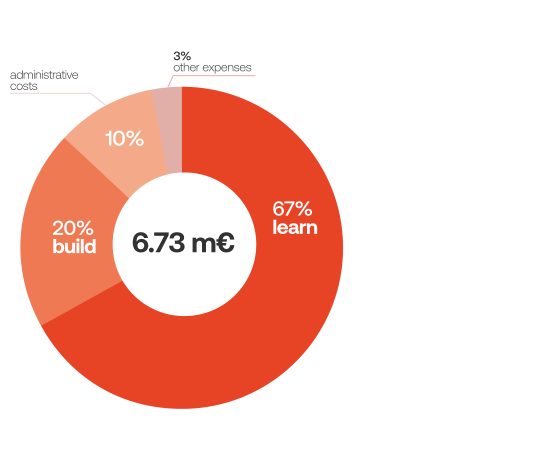 3%
other expenses
administrative
costs
10%
67%
learn
20%
build
6.73 m€